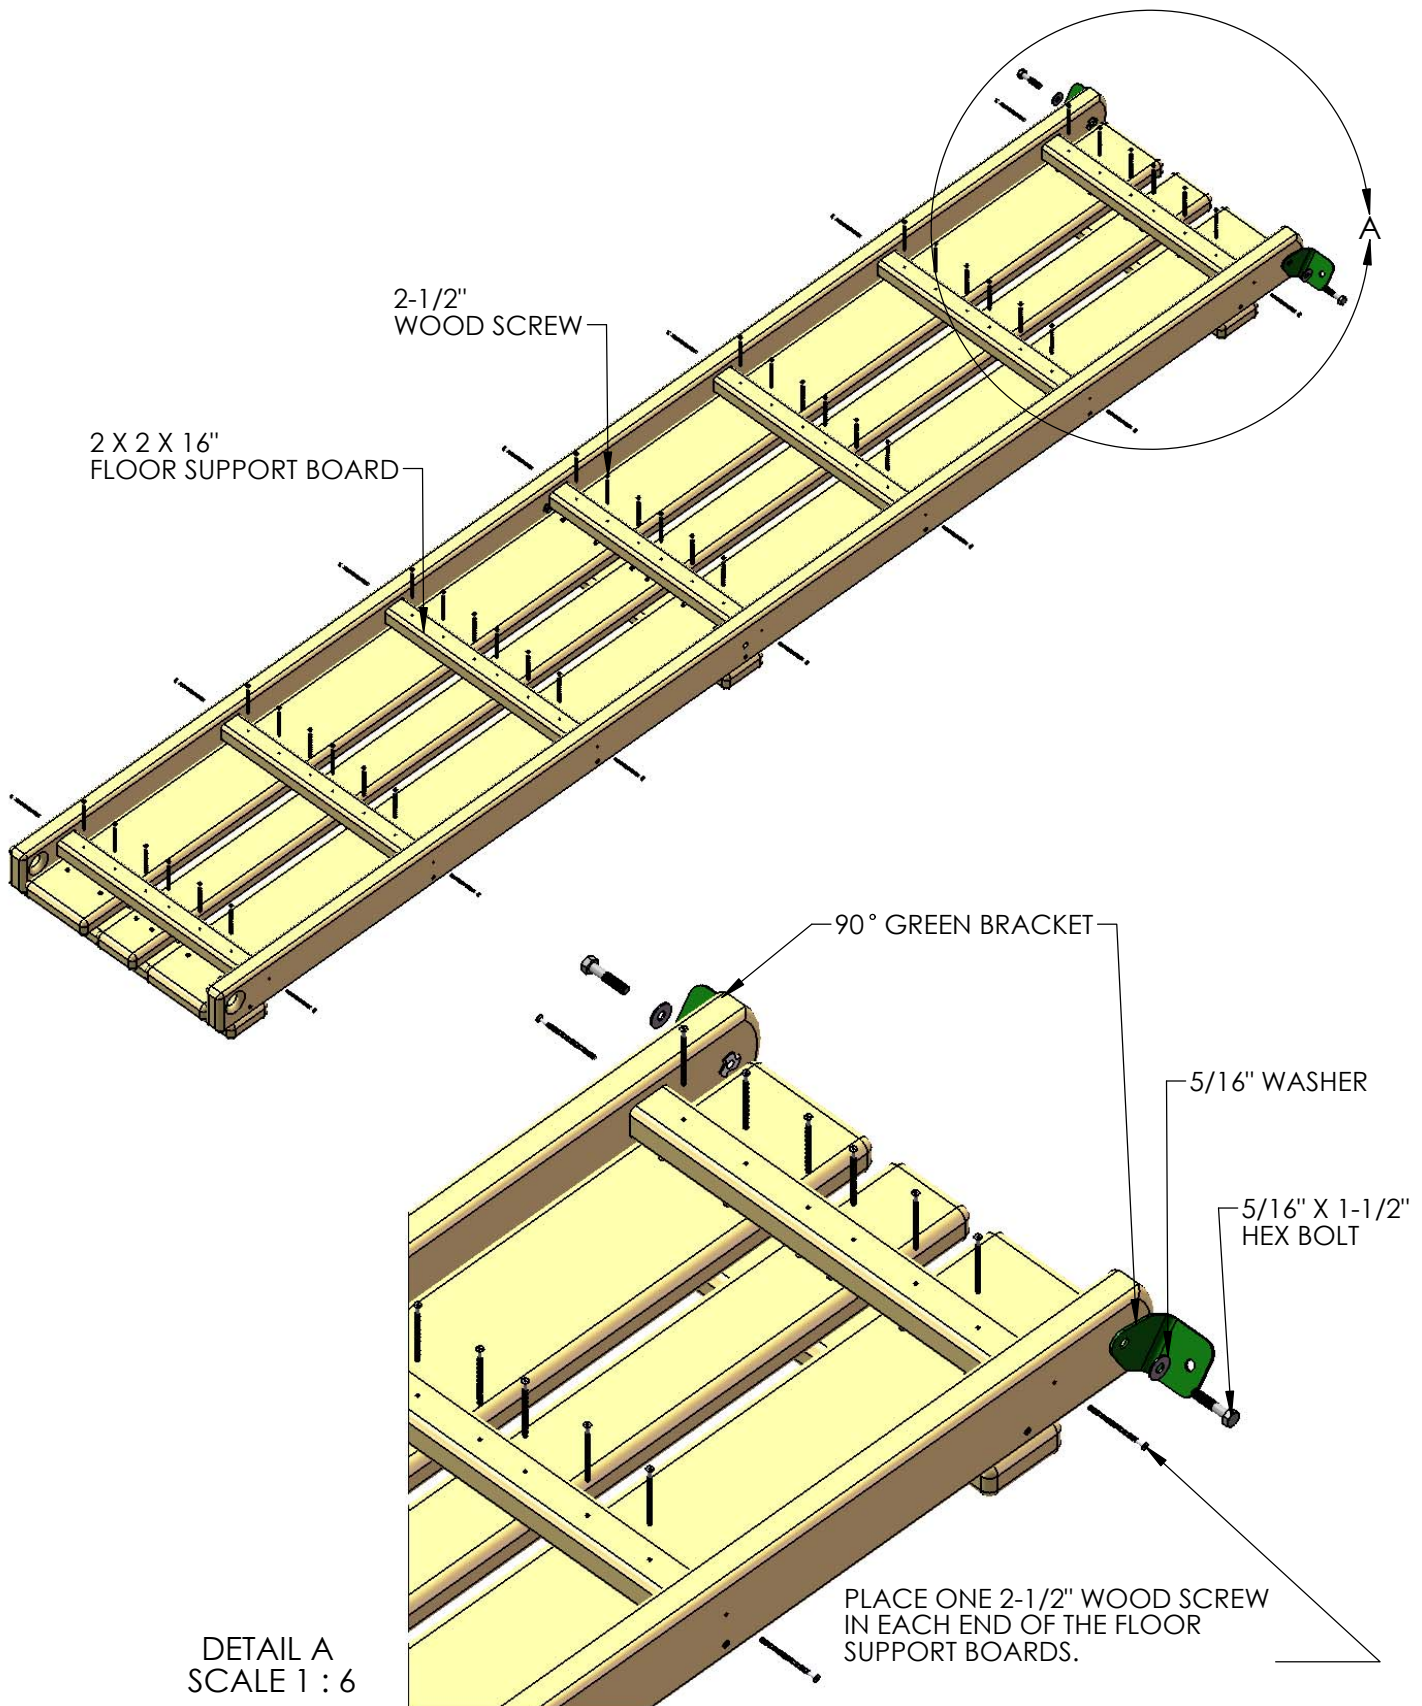 A
2-1/2"
WOOD SCREW
2 X 2 X 16"
FLOOR SUPPORT BOARD
90° GREEN BRACKET
5/16" WASHER
5/16" X 1-1/2"
HEX BOLT
PLACE ONE 2-1/2" WOOD SCREW
IN EACH END OF THE FLOOR
SUPPORT BOARDS.
DETAIL A
SCALE 1 : 6